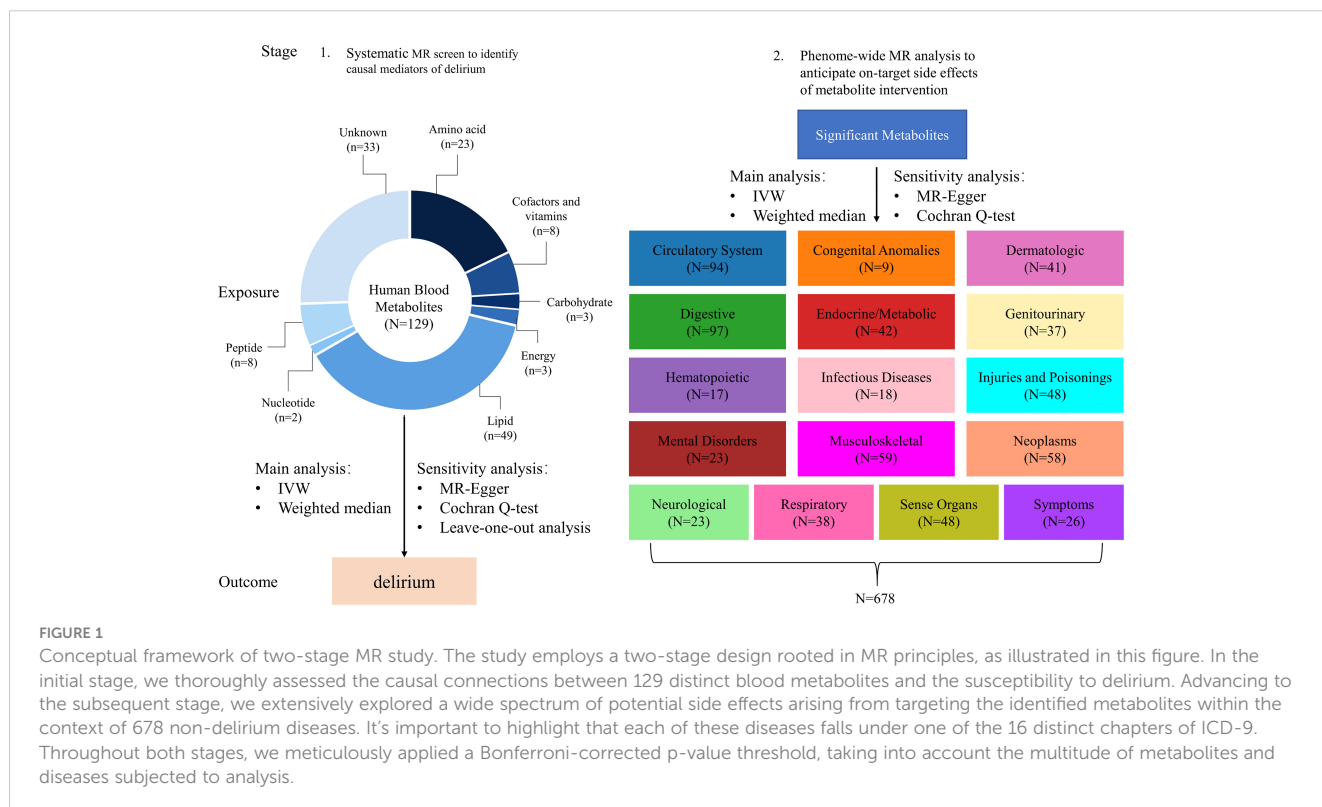 Stage
1. Systematic MR screen to identify
causal mediators of delirium
Unknown
(n=33)
Amino acid
(n=23)
Cofactors and
vitamins
(n=8)
Carbohydrate
(n=3)
Energy
(n=3)
Lipid
(n=49)
Nucleotide
(n=2)
Peptide
(n=8)
Exposure
Human Blood
Metabolites
(N=129)
Main analysis:
• IVW
• Weighted median
Sensitivity analysis:
• MR-Egger
• Cochran Q-test
• Leave-one-out analysis
Outcome
delirium
2. Phenome-wide MR analysis to
anticipate on-target side effects
of metabolite intervention
Significant Metabolites
Main analysis:
• IVW
• Weighted median
Sensitivity analysis:
• MR-Egger
• Cochran Q-test
Circulatory System
(N=94)
Congenital Anomalies
(N=9)
Dermatologic
(N=41)
Digestive
(N=97)
Endocrine/Metabolic
(N=42)
Genitourinary
(N=37)
Hematopoietic
(N=17)
Infectious Diseases
(N=18)
Injuries and Poisonings
(N=48)
Mental Disorders
(N=23)
Musculoskeletal
(N=59)
Neoplasms
(N=58)
Neurological
(N=23)
Respiratory
(N=38)
Sense Organs
(N=48)
Symptoms
(N=26)
N=678
FIGURE 1
Conceptual framework of two-stage MR study. The study employs a two-stage design rooted in MR principles, as illustrated in this figure. In the
initial stage, we thoroughly assessed the causal connections between 129 distinct blood metabolites and the susceptibility to delirium. Advancing to
the subsequent stage, we extensively explored a wide spectrum of potential side effects arising from targeting the identified metabolites within the
context of 678 non-delirium diseases. It's important to highlight that each of these diseases falls under one of the 16 distinct chapters of ICD-9.
Throughout both stages, we meticulously applied a Bonferroni-corrected p-value threshold, taking into account the multitude of metabolites and
diseases subjected to analysis.